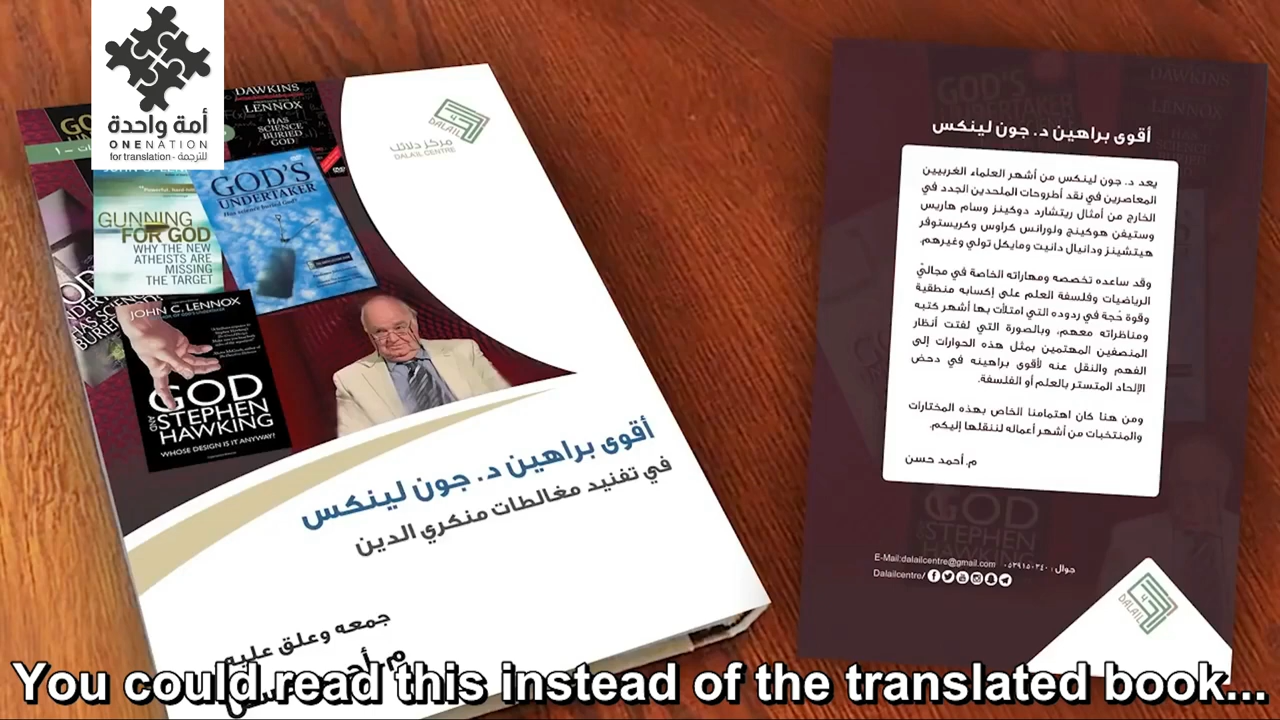 أمة واحدة
ONENATION
for translation - للترجمة
DAWKINS
LENNOX
HAS
SCIENCE
BURIED
GOD?
DALAIL
مركز دلائل
DALA'IL CENTRE
GOD'S
UNDERTAKER
Has science buried God?
GUNNING
FOR GOD
WHY THE NEW
ATHEISTS ARE
MISSING
THE TARGET
JOHN C. LENNOX
GOD
AND
STEPHEN
HAWKING
WHOSE DESIGN IS IT ANYWAY?
أقوى براهين د. جون لينكس
في تفنيد مغالطات منكري الدين
جمعه وعلق عليه
أقوى براهين د. جون لينكس
يعد د. جون لينكس من أشهر العلماء الغربيين
المعاصرين في نقد أطروحات الملحدين الجدد في
الخارج من أمثال ريتشارد دوكينز وسام هاريس
وستيفن هوكينج ولورانس كراوس وكريستوفر
هيتشينز ودانيال دانيت ومايكل تولي وغيرهم.
وقد ساعده تخصصه ومهاراته الخاصة في مجاليّ
الرياضيات وفلسفة العلم على إكسابه منطقية
وقوة حُجة في ردوده التي امتلأت بها أشهر كتبه
ومناظراته معهم، وبالصورة التي لفتت أنظار
المنصفين المهتمين بمثل هذه الحوارات إلى
الفهم والنقل عنه لأقوى براهينه في دحض
الإلحاد المتستر بالعلم أو الفلسفة.
ومن هنا كان اهتمامنا الخاص بهذه المختارات
والمنتخبات من أشهر أعماله لننقلها إليكم.
م. أحمد حسن
E-Mail:dalailcentre@gmail.com جوال : ٠٥٣٩١٥٠٣٤٠
Dalailcentre/
DALAIL
You could read this instead of the translated book...